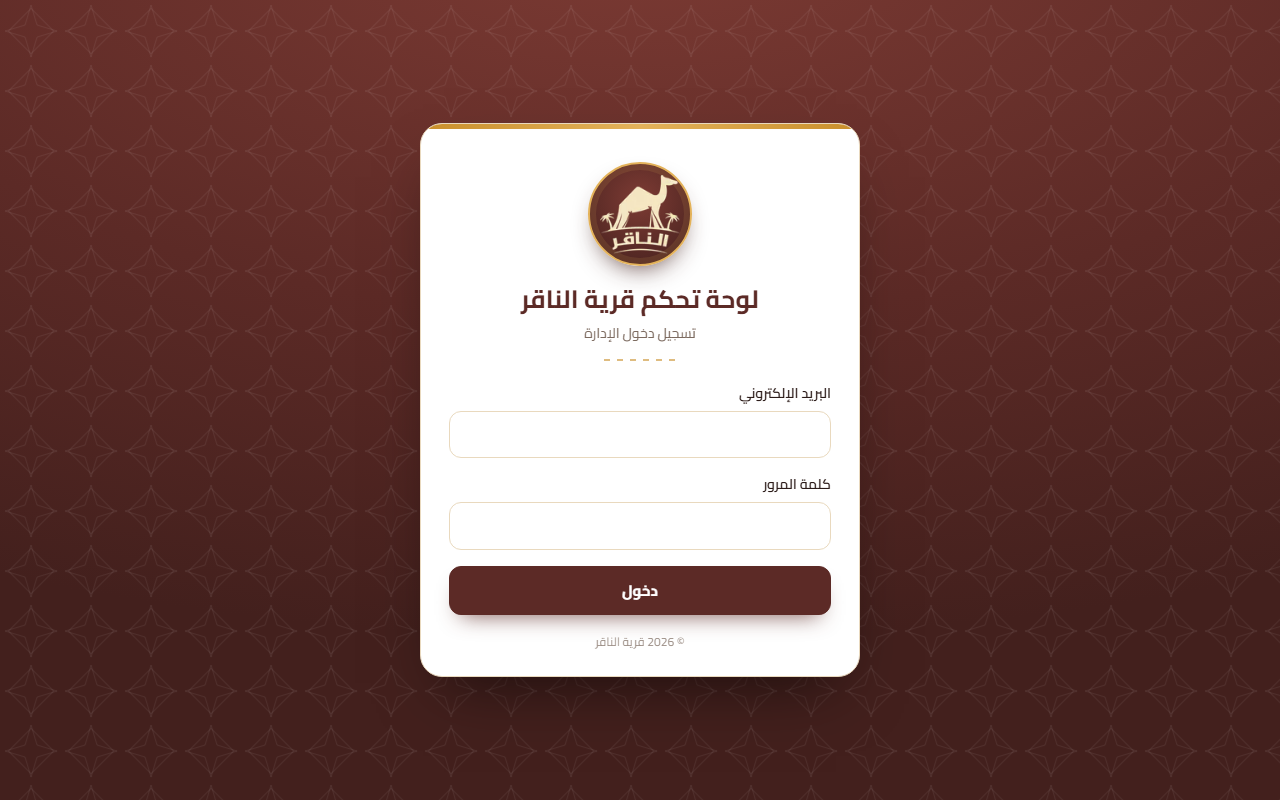 الناقر
لوحة تحكم قرية الناقر
تسجيل دخول الإدارة
البريد الإلكتروني
كلمة المرور
دخول
© 2026 قرية الناقر